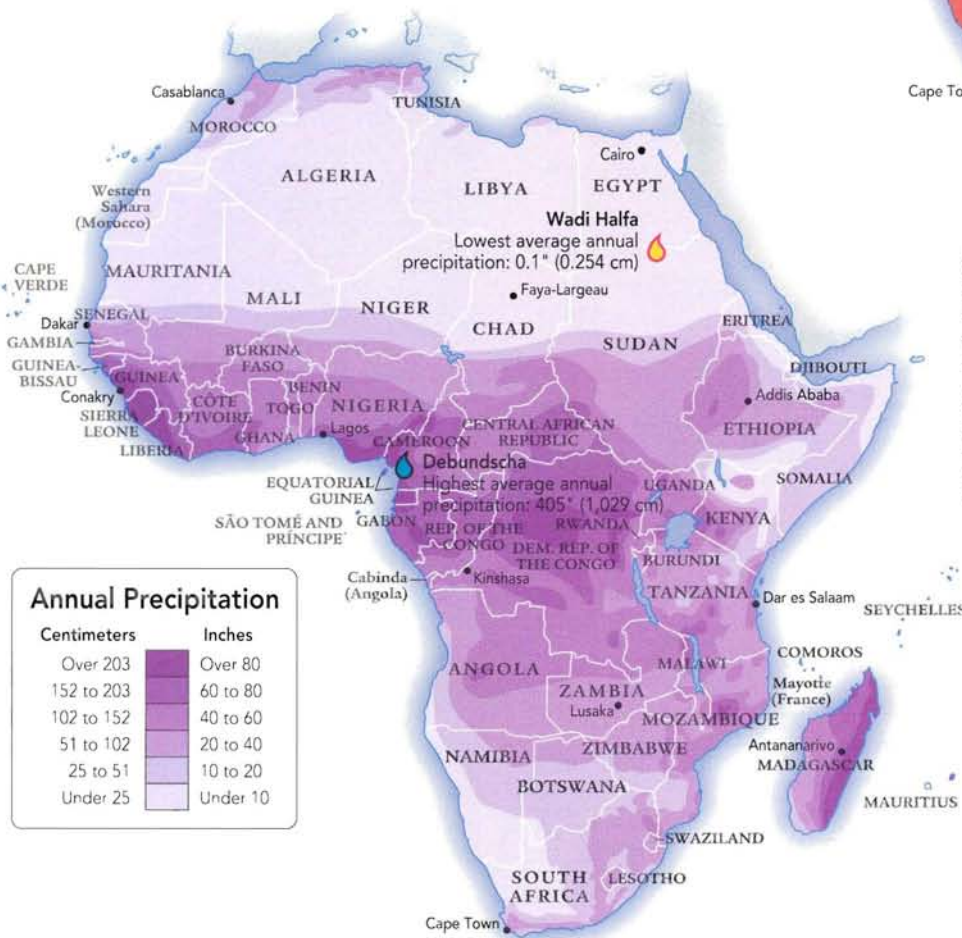 Cape To
Casablanca
TUNISIA
MOROCCO
Cairo
ALGERIA
LIBYA
EGYPT
Western
Sahara
(Morocco)
Wadi Halfa
Lowest average annual
precipitation: 0.1" (0.254 cm)
CAPE
VERDE
MAURITANIA
MALI
NIGER
Faya-Largeau
CHAD
SUDAN
ERITREA
Dakar
SENEGAL
GAMBIA
GUINEA-
BISSAU
GUINEA
BURKINA
FASO
BENIN
DJIBOUTI
Conakry
SIERRA
LEONE
CÔTE
D'IVOIRE
TOGO
NIGERIA
Addis Ababa
LIBERIA
GHANA
Lagos
CAMEROON
CENTRAL AFRICAN
REPUBLIC
ETHIOPIA
Debundscha
Highest average annual
precipitation: 405" (1,029 cm)
EQUATORIAL
GUINEA
UGANDA
SOMALIA
SÃO TOMÉ AND
PRÍNCIPE
GABON
REP. OF THE
CONGO
RWANDA
KENYA
DEM. REP. OF
THE CONGO
BURUNDI
Cabinda
(Angola)
Kinshasa
TANZANIA
Dar es Salaam
SEYCHELLES
COMOROS
ANGOLA
MALAWI
Mayotte
(France)
ZAMBIA
Lusaka
MOZAMBIQUE
NAMIBIA
ZIMBABWE
Antananarivo
MADAGASCAR
BOTSWANA
MAURITIUS
SWAZILAND
SOUTH
AFRICA
LESOTHO
Cape Town
Annual Precipitation
Centimeters Inches
Over 203 Over 80
152 to 203 60 to 80
102 to 152 40 to 60
51 to 102 20 to 40
25 to 51 10 to 20
Under 25 Under 10